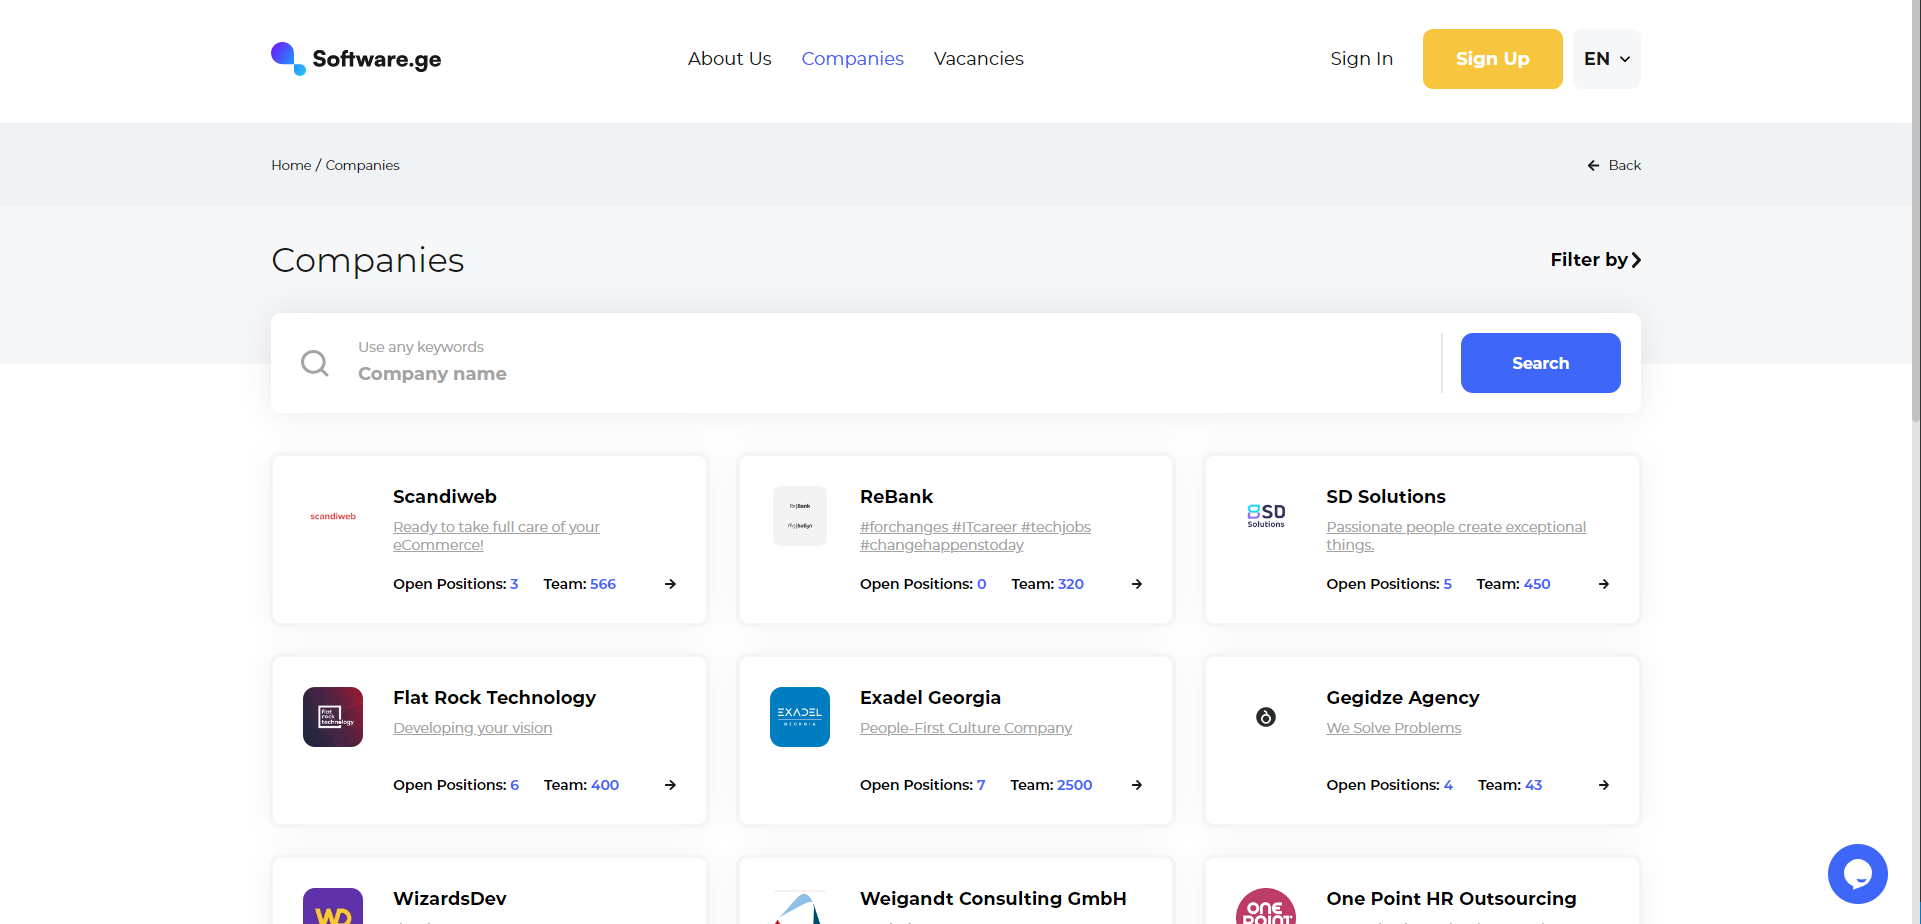 Software.ge
About Us
Companies
Vacancies
Sign In
Sign Up
EN
Home / Companies
Back
Companies
Filter by
Use any keywords
Company name
Search
scandiweb
Scandiweb
Ready to take full care of your
eCommerce!
Open Positions: 3
Team: 566
Re|Bank
ReBank
#forchanges #ITcareer #techjobs
#changehappenstoday
Open Positions: 0
Team: 320
SD
Solutions
SD Solutions
Passionate people create exceptional
things.
Open Positions: 5
Team: 450
flat
rock
technology
Flat Rock Technology
Developing your vision
Open Positions: 6
Team: 400
EXADEL
GEORGIA
Exadel Georgia
People-First Culture Company
Open Positions: 7
Team: 2500
Gegidze Agency
We Solve Problems
Open Positions: 4
Team: 43
WD
WizardsDev
Weigandt Consulting GmbH
ONE
POINT
One Point HR Outsourcing